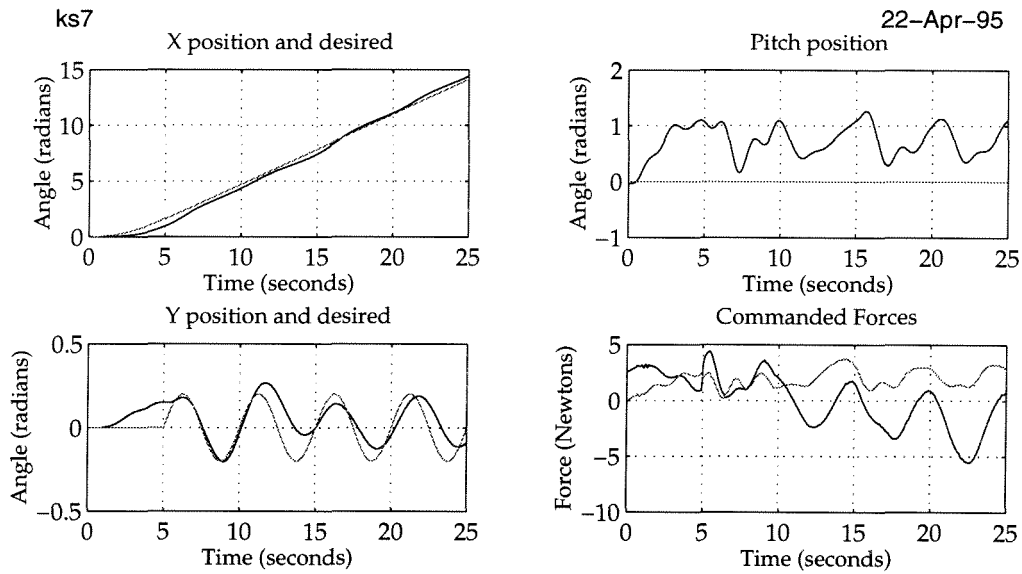 ks7
22-Apr-95
X position and desired
Angle (radians)
15
10
5
0
0 5 10 15 20 25
Time (seconds)
Pitch position
Angle (radians)
2
1
0
-1
0 5 10 15 20 25
Time (seconds)
Y position and desired
Angle (radians)
0.5
0
-0.5
0 5 10 15 20 25
Time (seconds)
Commanded Forces
Force (Newtons)
5
0
-5
-10
0 5 10 15 20 25
Time (seconds)